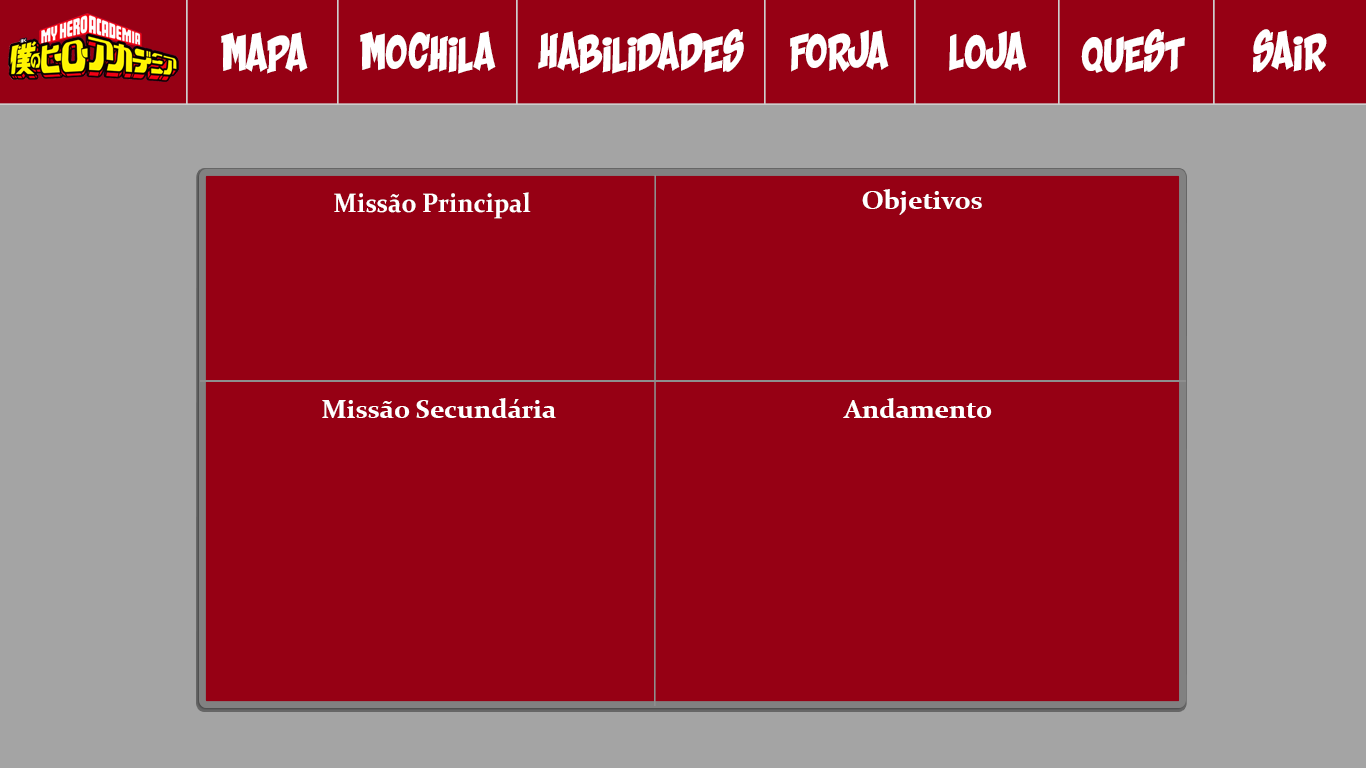 MY HERO ACADEMIA
僕のヒーローアカデミア
MAPA
MOCHiLA
HABiLiDADES
FORJA
LOJA
QUEST
SAiR
Missão Principal
Objetivos
Missão Secundária
Andamento